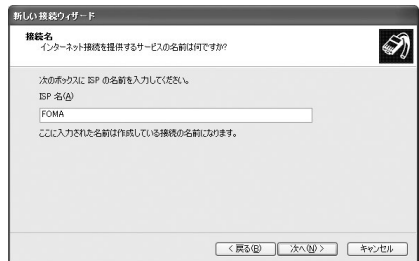 新しい接続ウィザード
接続名
インターネット接続を提供するサービスの名前は何ですか?
次のボックスに ISP の名前を入力してください。
ISP 名(A)
FOMA
ここに入力された名前は作成している接続の名前になります。
< 戻る(B)
次へ(N) >
キャンセル